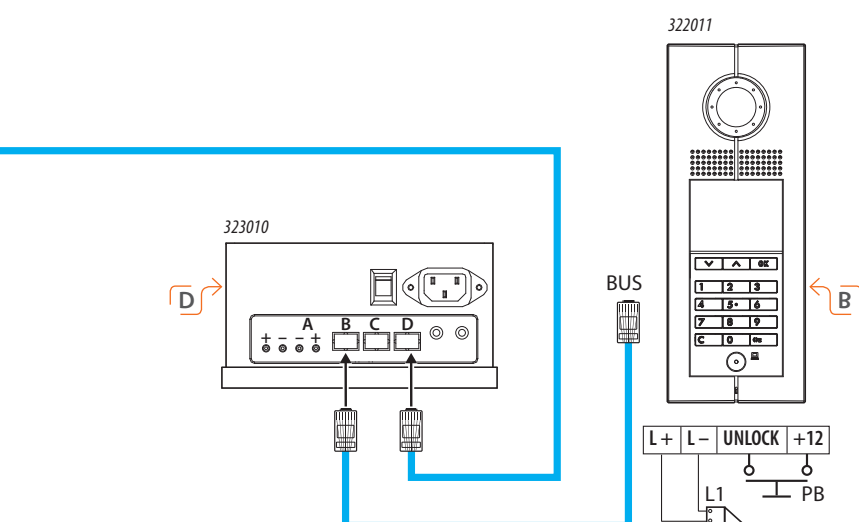 322011
323010
D
BUS
B
A B C D
+ − − +
OK
1 2 3
4 5• 6
7 8 9
C 0
L+ L− UNLOCK +12
L1 PB